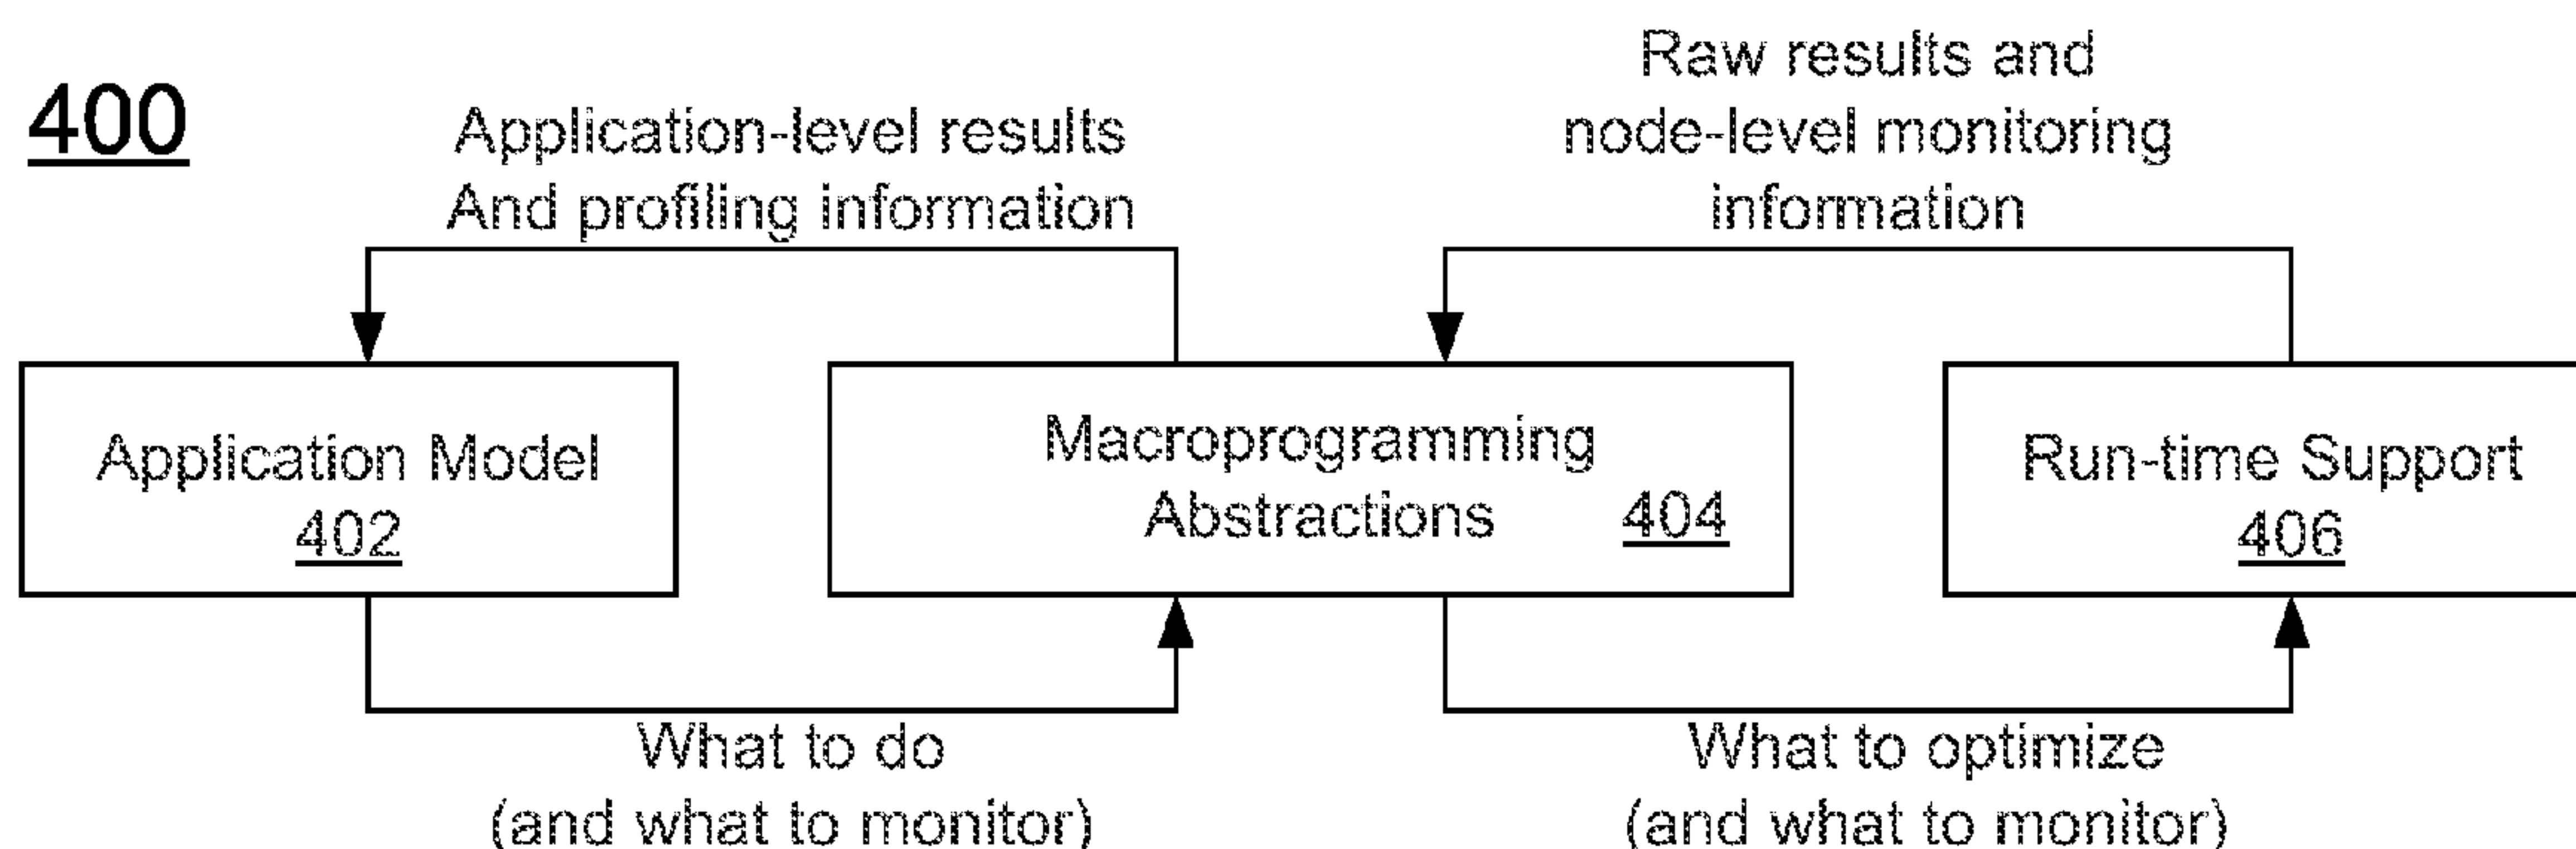 400
Application-level results
And profiling information
Raw results and
node-level monitoring
information
Application Model
402
Macroprogramming
Abstractions 404
Run-time Support
406
What to do
(and what to monitor)
What to optimize
(and what to monitor)